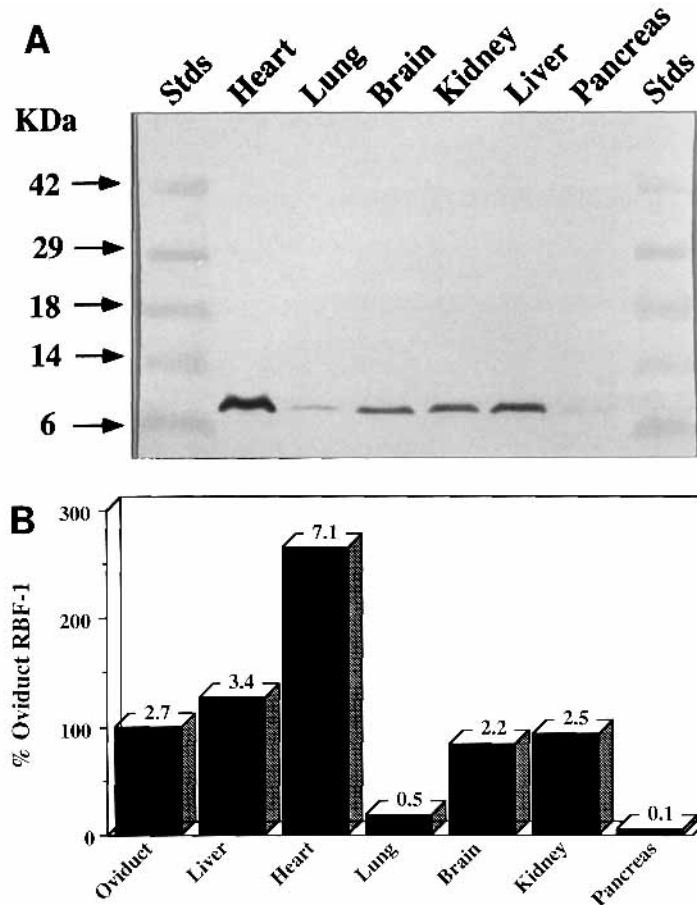 A
Stds Heart Lung Brain Kidney Liver Pancreas Stds
KDa
42
29
18
14
6
B
% Oviduct RBF-1
300
200
100
0
2.7
3.4
7.1
0.5
2.2
2.5
0.1
Oviduct Liver Heart Lung Brain Kidney Pancreas